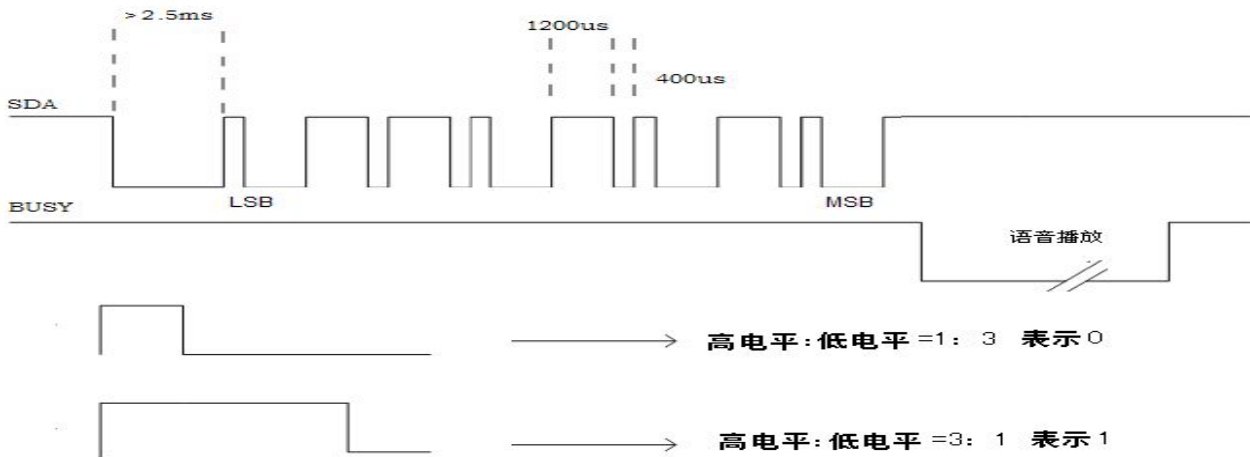 >2.5ms
1200us
400us
SDA
LSB
MSB
BUSY
语音播放
高电平:低电平=1: 3 表示0
高电平:低电平=3: 1 表示1